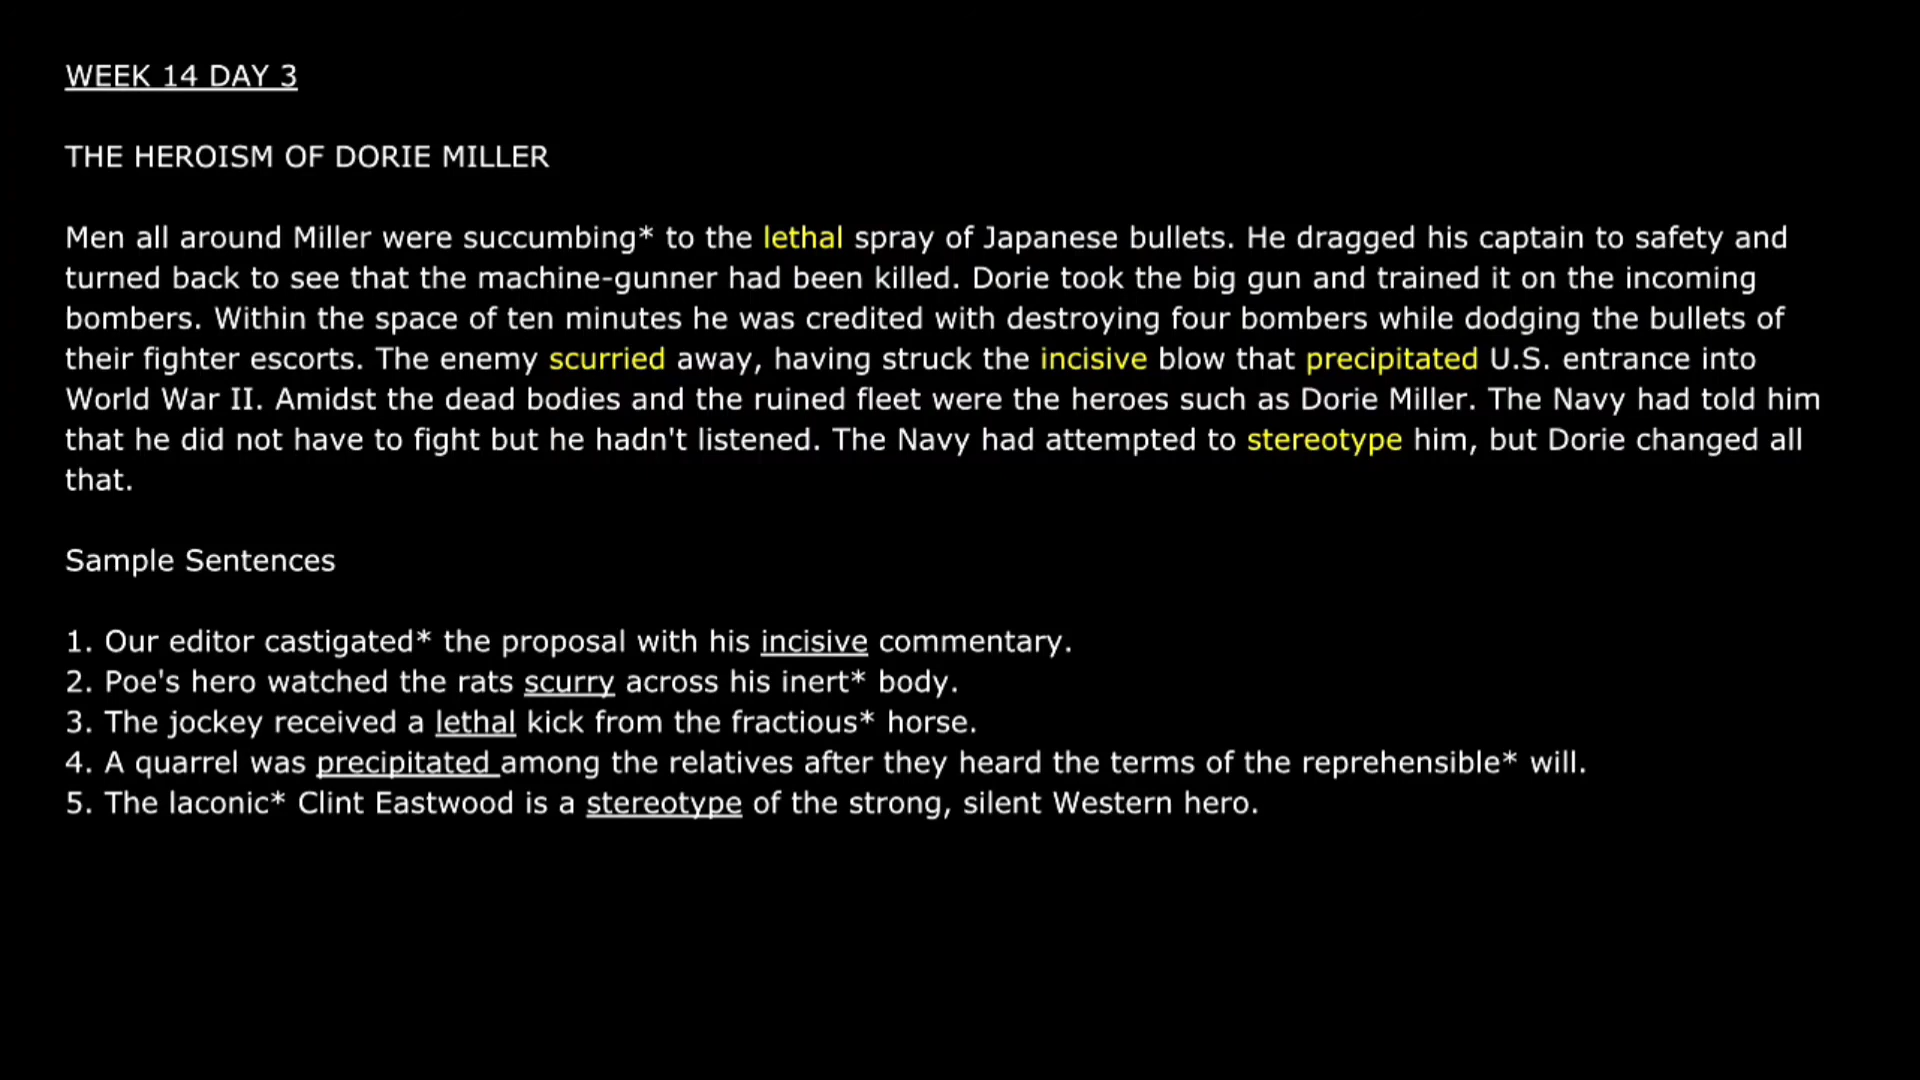 WEEK 14 DAY 3
THE HEROISM OF DORIE MILLER
Men all around Miller were succumbing* to the lethal spray of Japanese bullets. He dragged his captain to safety and
turned back to see that the machine-gunner had been killed. Dorie took the big gun and trained it on the incoming
bombers. Within the space of ten minutes he was credited with destroying four bombers while dodging the bullets of
their fighter escorts. The enemy scurried away, having struck the incisive blow that precipitated U.S. entrance into
World War II. Amidst the dead bodies and the ruined fleet were the heroes such as Dorie Miller. The Navy had told him
that he did not have to fight but he hadn't listened. The Navy had attempted to stereotype him, but Dorie changed all
that.
Sample Sentences
1. Our editor castigated* the proposal with his incisive commentary.
2. Poe's hero watched the rats scurry across his inert* body.
3. The jockey received a lethal kick from the fractious* horse.
4. A quarrel was precipitated among the relatives after they heard the terms of the reprehensible* will.
5. The laconic* Clint Eastwood is a stereotype of the strong, silent Western hero.